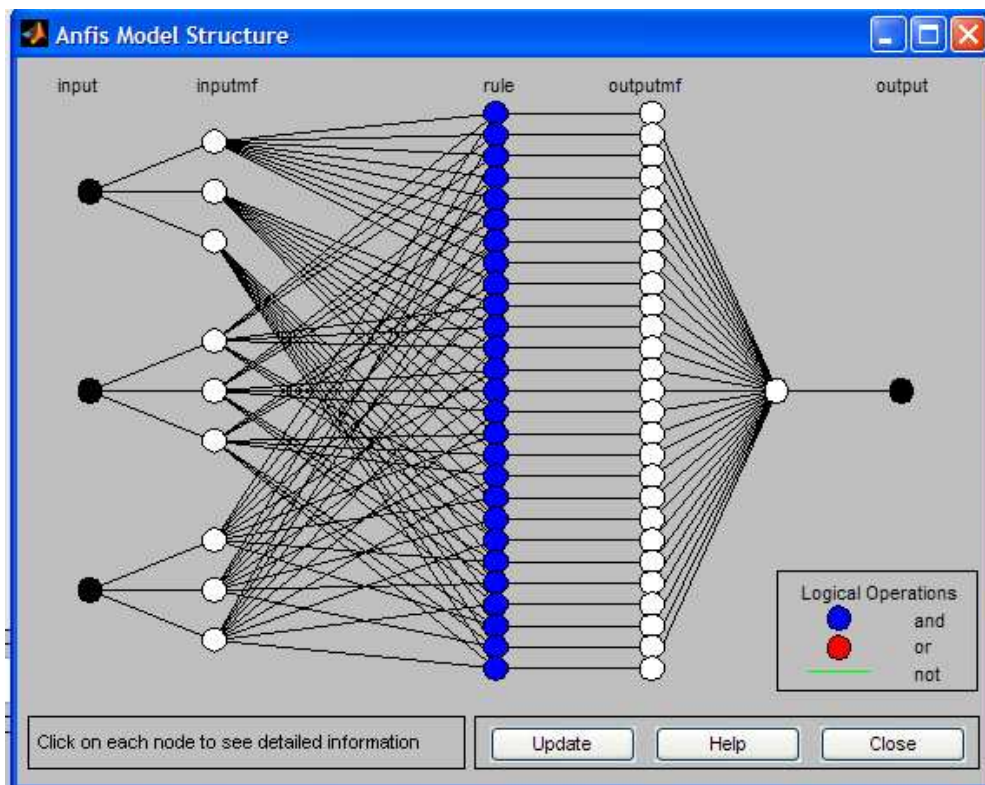 Anfis Model Structure
input inputmf rule outputmf output
Logical Operations
and
or
not
Click on each node to see detailed information
Update Help Close